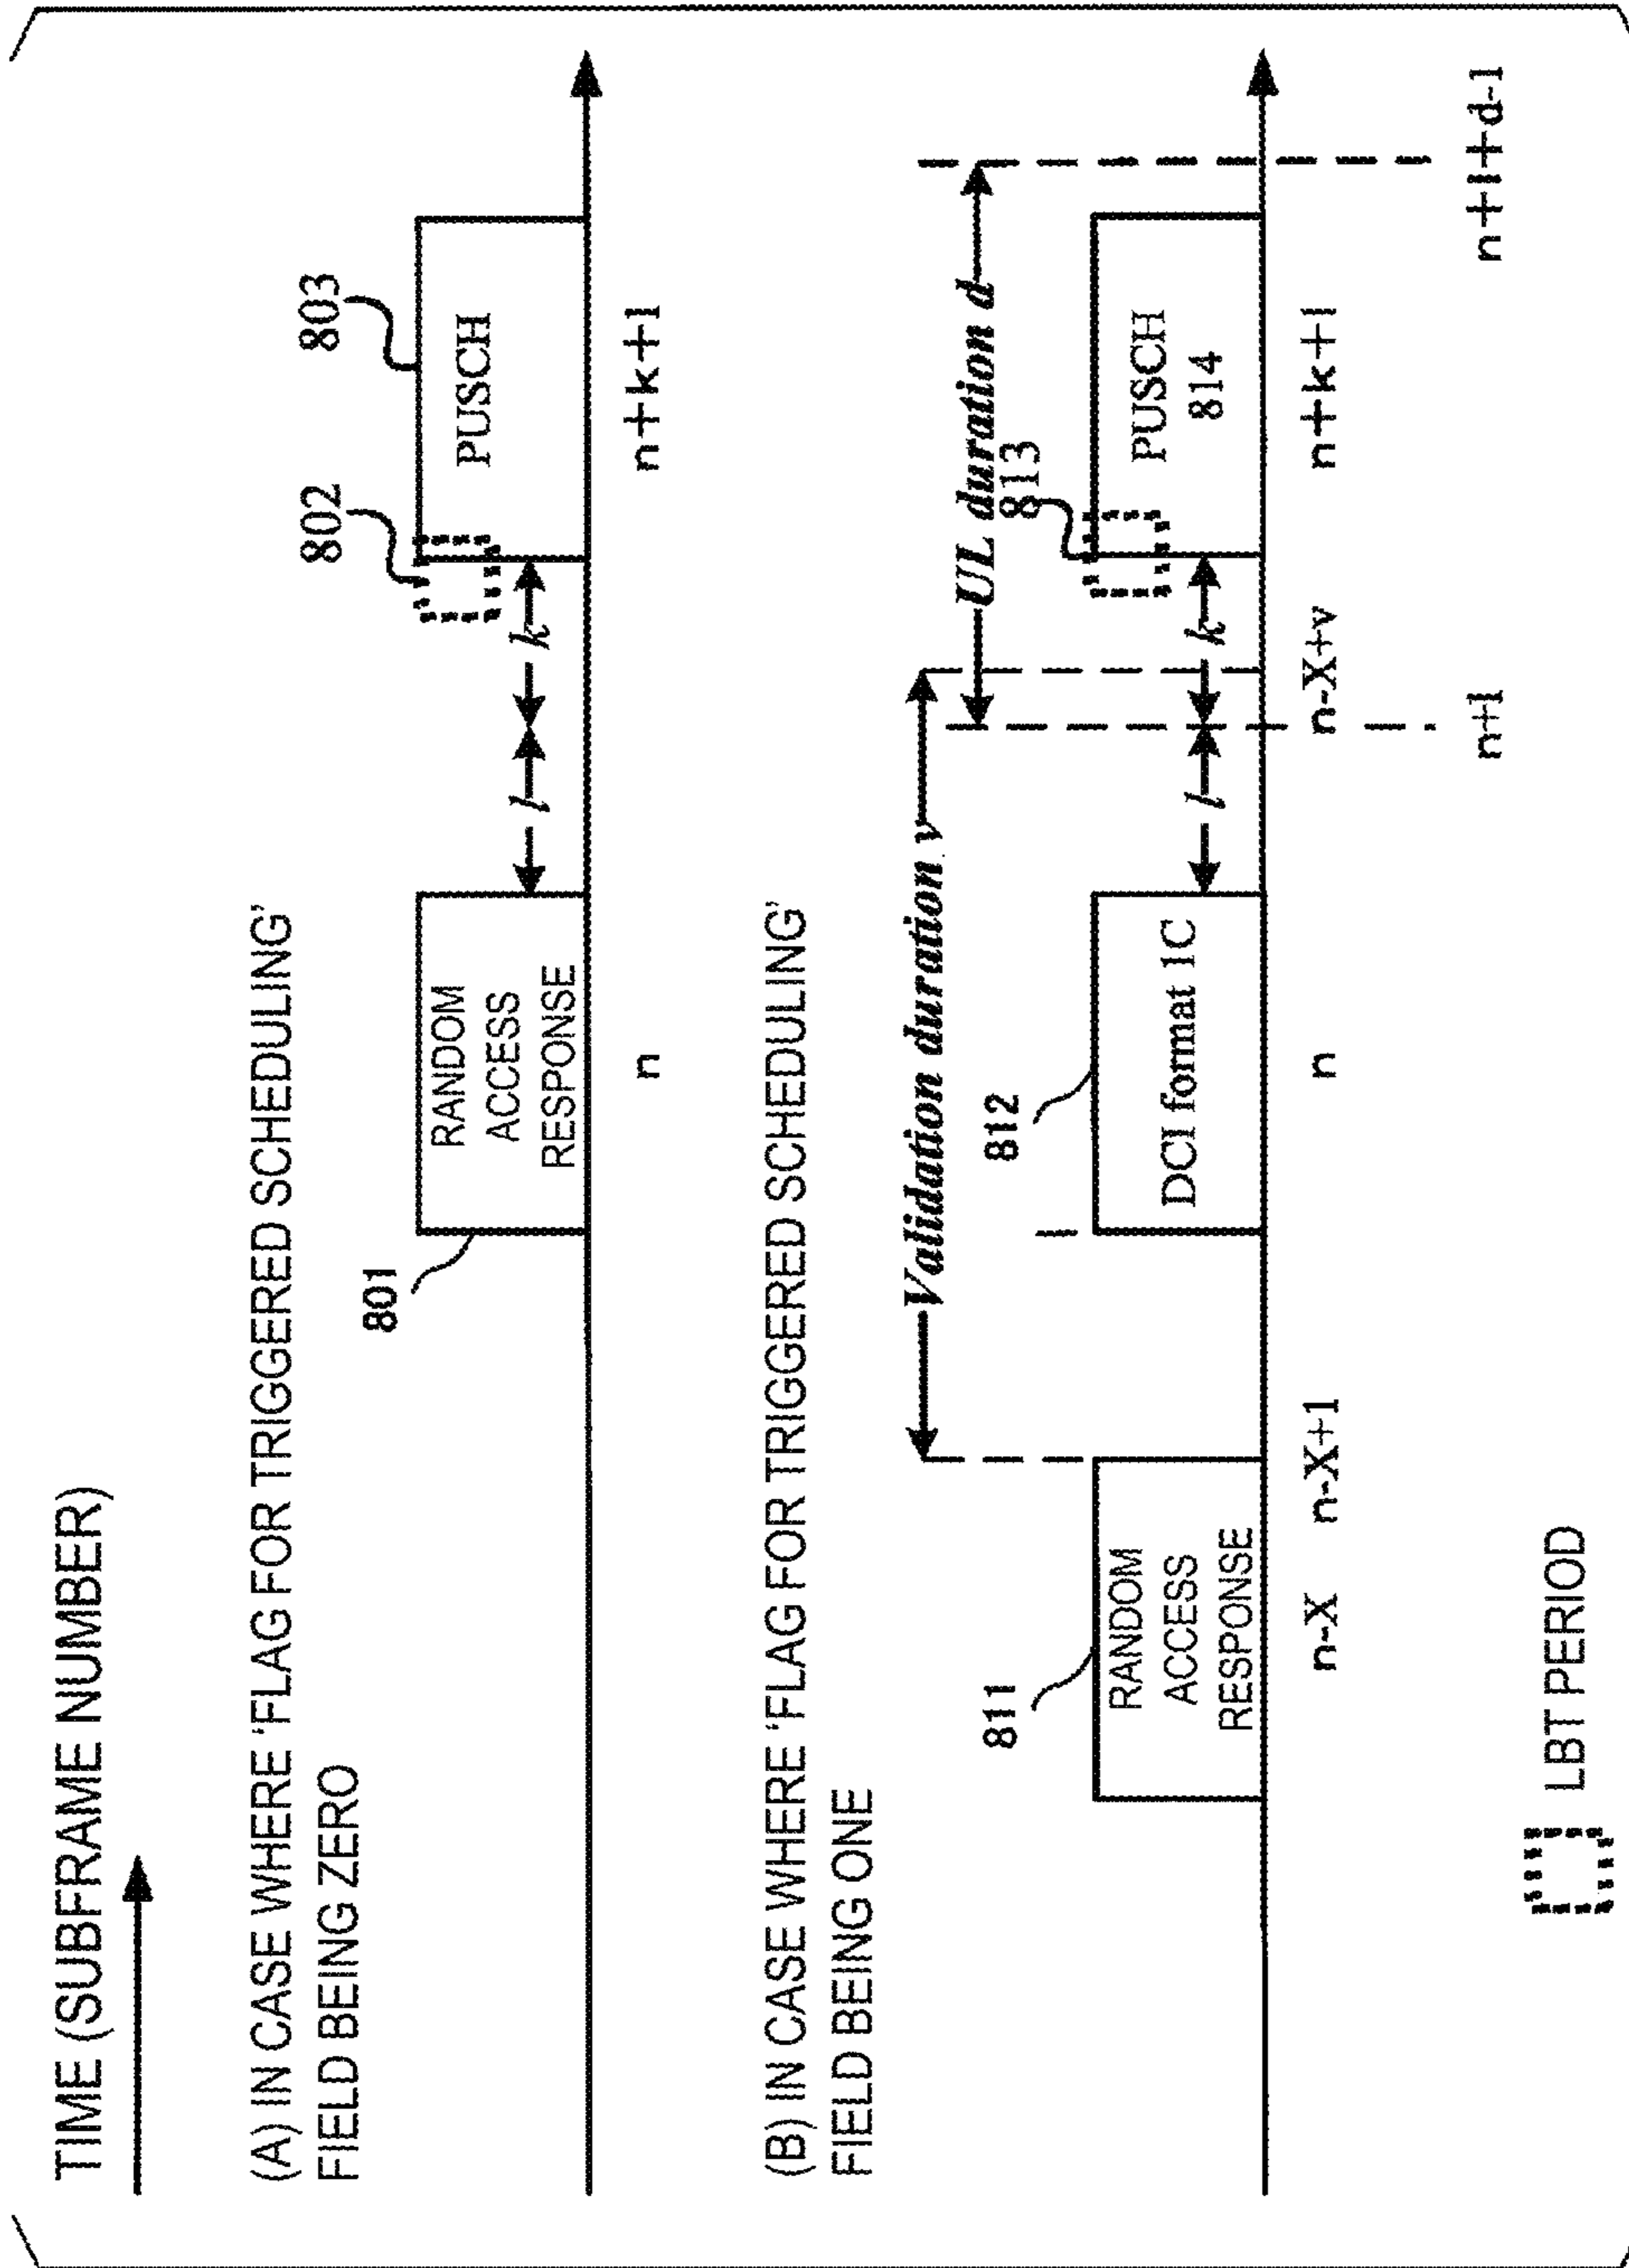 TIME (SUBFRAME NUMBER)
(A) IN CASE WHERE 'FLAG FOR TRIGGERED SCHEDULING'
FIELD BEING ZERO
801
802
803
RANDOM
ACCESS
RESPONSE
l
k
PUSCH
n
n+k+l
(B) IN CASE WHERE 'FLAG FOR TRIGGERED SCHEDULING'
FIELD BEING ONE
Validation duration v
UL duration d
811
812
813
RANDOM
ACCESS
RESPONSE
DCI format 1C
l
k
PUSCH
814
n-X
n-X+1
n
n-X+v
n+k+l
n+l
n+l+d-1
LBT PERIOD